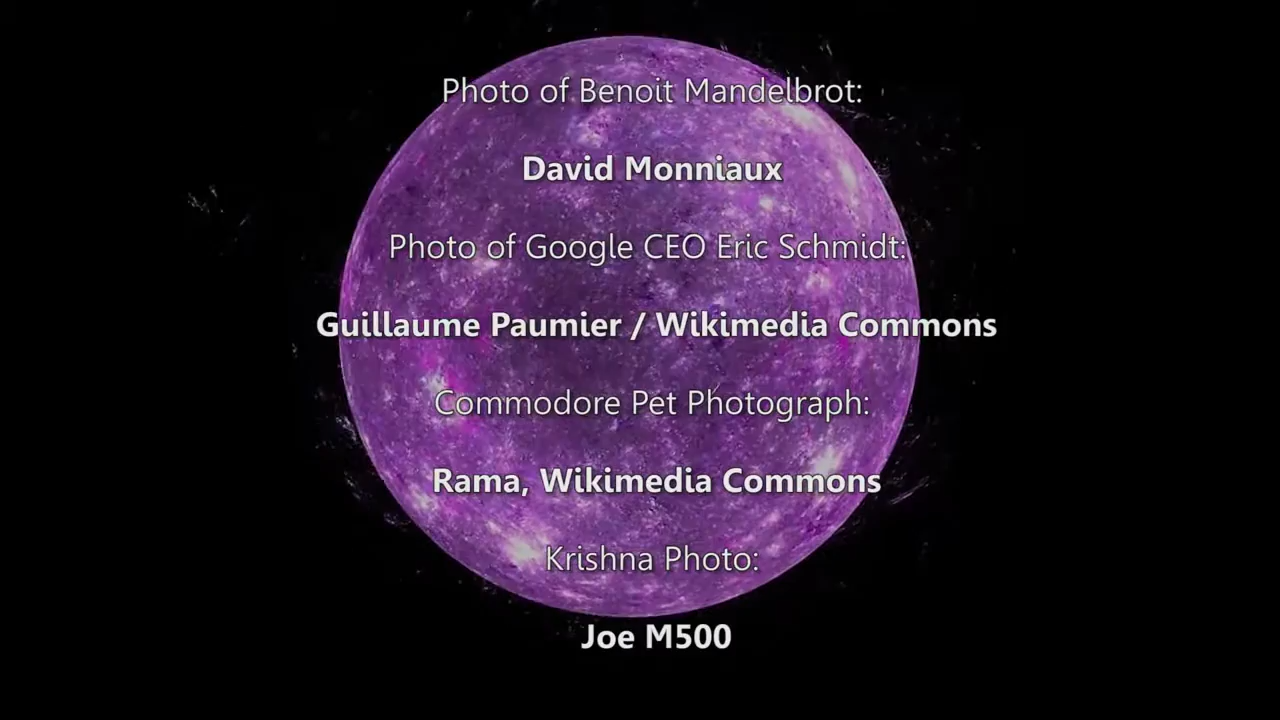 Photo of Benoit Mandelbrot:
David Monniaux
Photo of Google CEO Eric Schmidt:
Guillaume Paumier / Wikimedia Commons
Commodore Pet Photograph:
Rama, Wikimedia Commons
Krishna Photo:
Joe M500